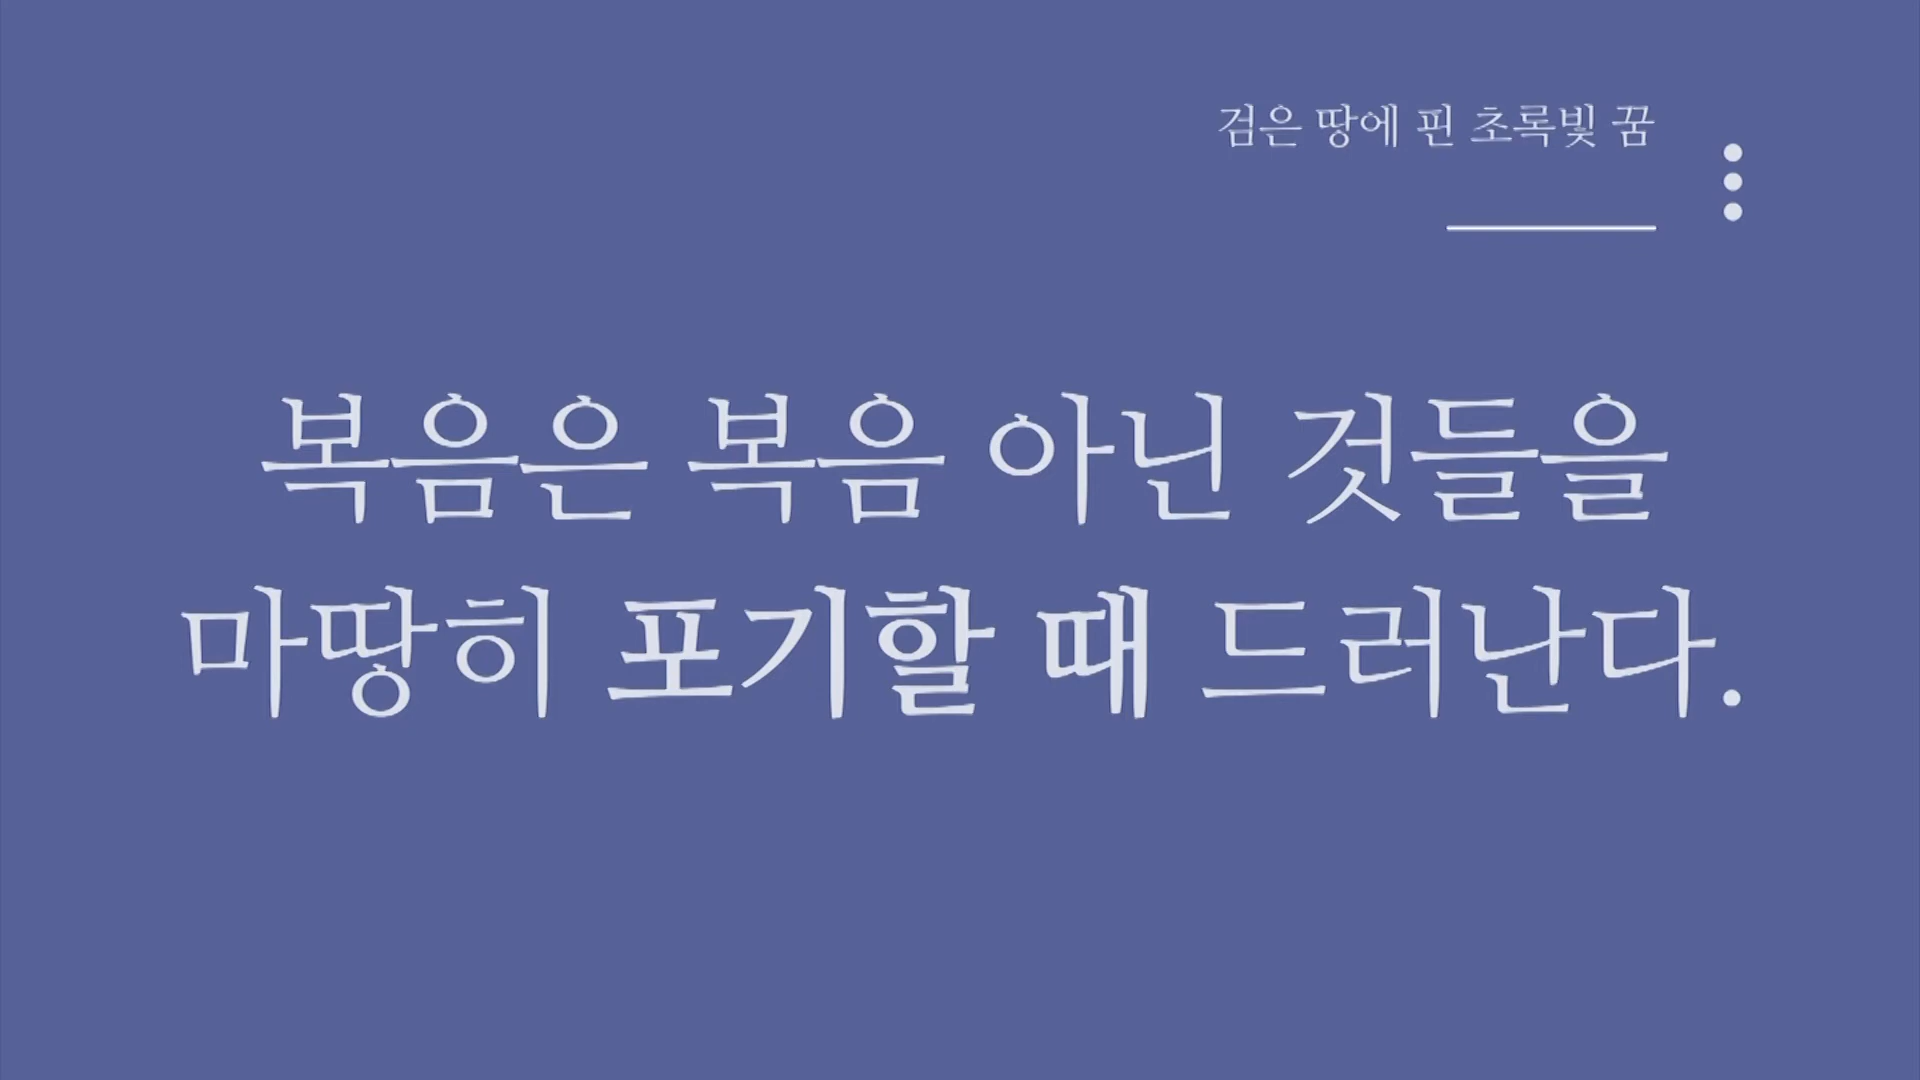 검은 땅에 핀 초록빛 꿈
복음은 복음 아닌 것들을
마땅히 포기할 때 드러난다.